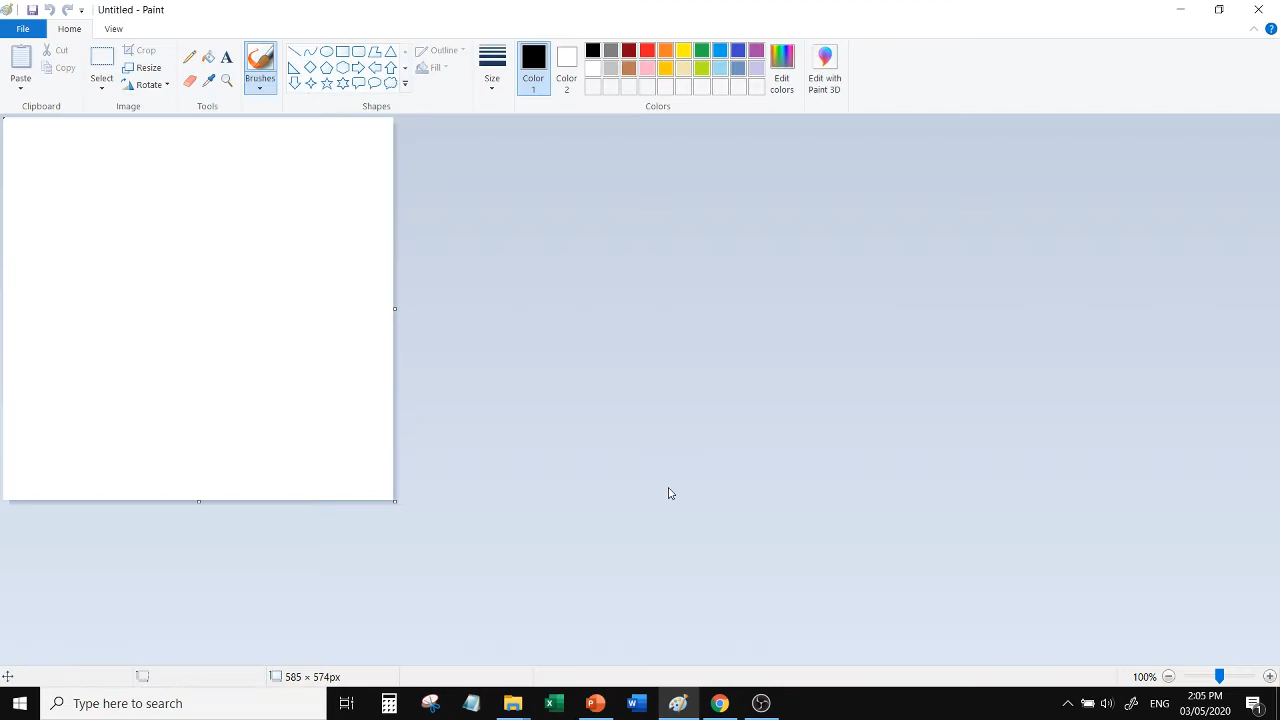 Untitled - Paint
File Home View
Paste
Cut
Copy
Clipboard
Select
Crop
Resize
Rotate
Image
Tools
Brushes
Shapes
Outline
Fill
Size
Color 1
Color 2
Colors
Edit colors
Edit with Paint 3D
585 × 574px
100%
Type here to search
ENG
2:05 PM
03/05/2020
1